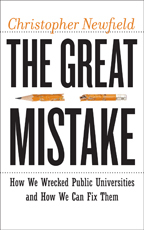 Christopher Newfield
THE GREAT
MISTAKE
How We Wrecked Public Universities
and How We Can Fix Them